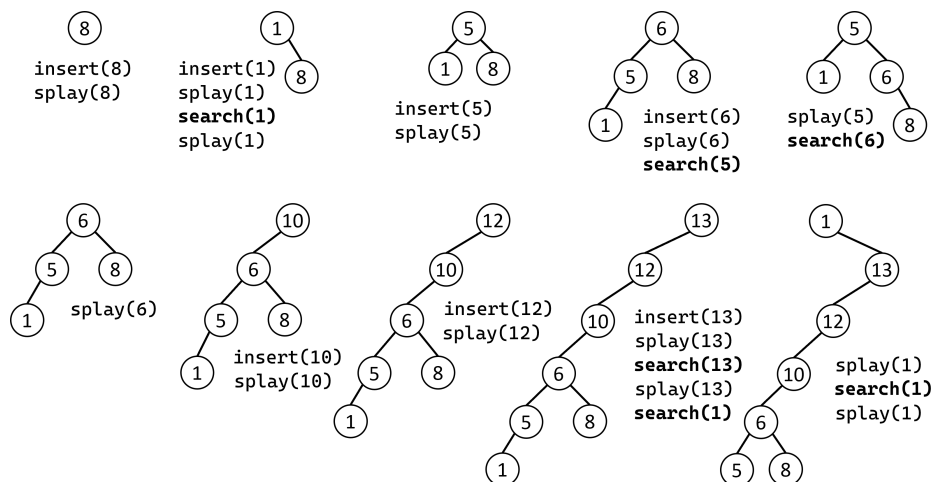 8
insert(8)
splay(8)
1
8
insert(1)
splay(1)
search(1)
splay(1)
5
1
8
insert(5)
splay(5)
6
5
8
1
insert(6)
splay(6)
search(5)
5
1
6
8
splay(5)
search(6)
6
5
8
1
splay(6)
10
6
5
8
1
insert(10)
splay(10)
12
10
6
5
8
1
insert(12)
splay(12)
13
12
10
6
5
8
1
insert(13)
splay(13)
search(13)
splay(13)
search(1)
1
13
12
10
6
5
8
splay(1)
search(1)
splay(1)